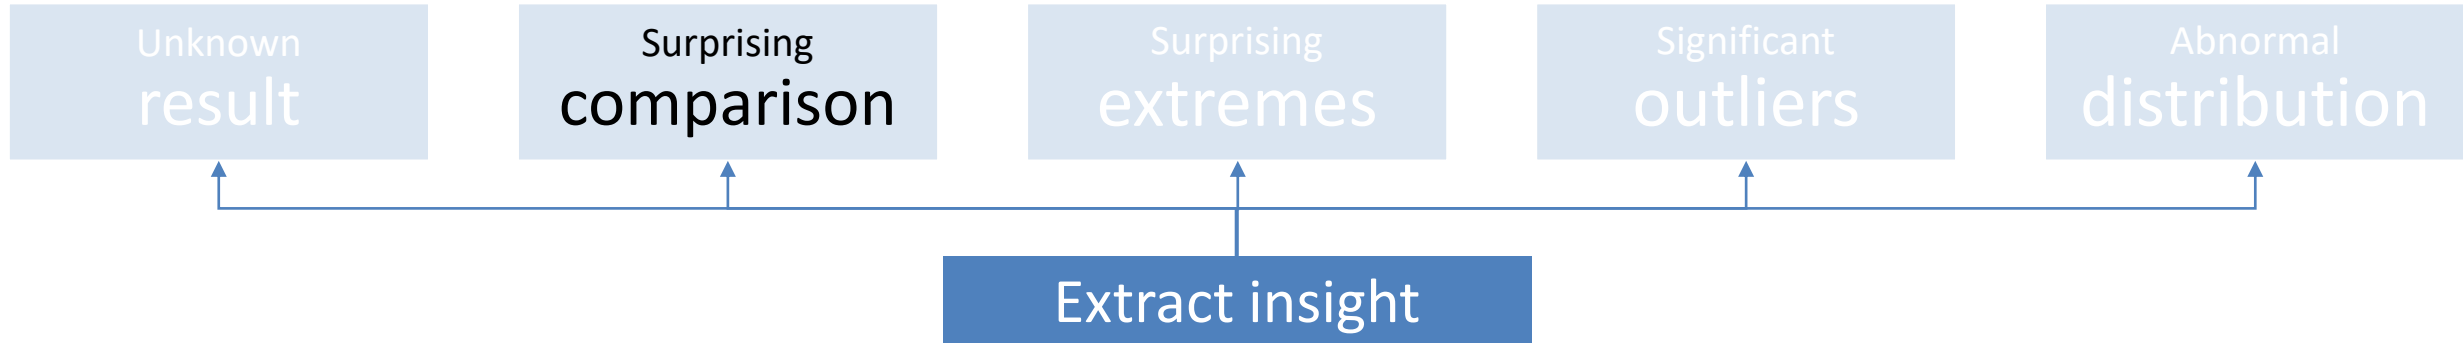 Unknown
result
Surprising
comparison
Surprising
extremes
Significant
outliers
Abnormal
distribution
Extract insight